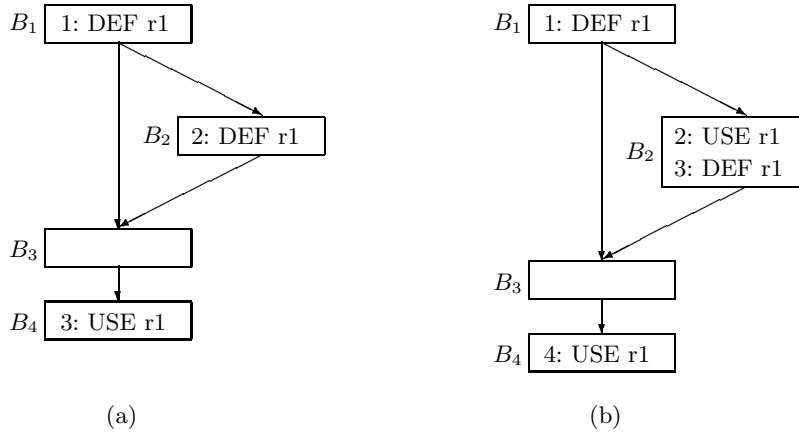 B1 1: DEF r1
B2 2: DEF r1
B3
B4 3: USE r1
(a)
B1 1: DEF r1
B2 2: USE r1
3: DEF r1
B3
B4 4: USE r1
(b)